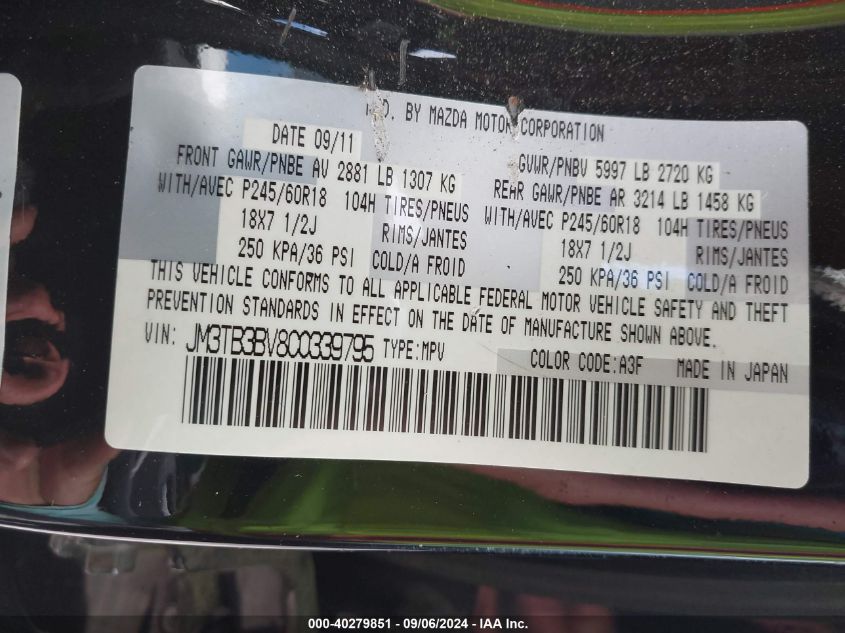 MFD. BY MAZDA MOTOR CORPORATION
DATE 09/11 GVWR/PNBV 5997 LB 2720 KG
FRONT GAWR/PNBE AV 2881 LB 1307 KG REAR GAWR/PNBE AR 3214 LB 1458 KG
WITH/AVEC P245/60R18 104H TIRES/PNEUS WITH/AVEC P245/60R18 104H TIRES/PNEUS
18X7 1/2J RIMS/JANTES 18X7 1/2J RIMS/JANTES
250 KPA/36 PSI COLD/A FROID 250 KPA/36 PSI COLD/A FROID
THIS VEHICLE CONFORMS TO ALL APPLICABLE FEDERAL MOTOR VEHICLE SAFETY AND THEFT
PREVENTION STANDARDS IN EFFECT ON THE DATE OF MANUFACTURE SHOWN ABOVE.
VIN: JM3TB3BV8C0339795 TYPE:MPV COLOR CODE:A3F MADE IN JAPAN
000-40279851 - 09/06/2024 - IAA Inc.